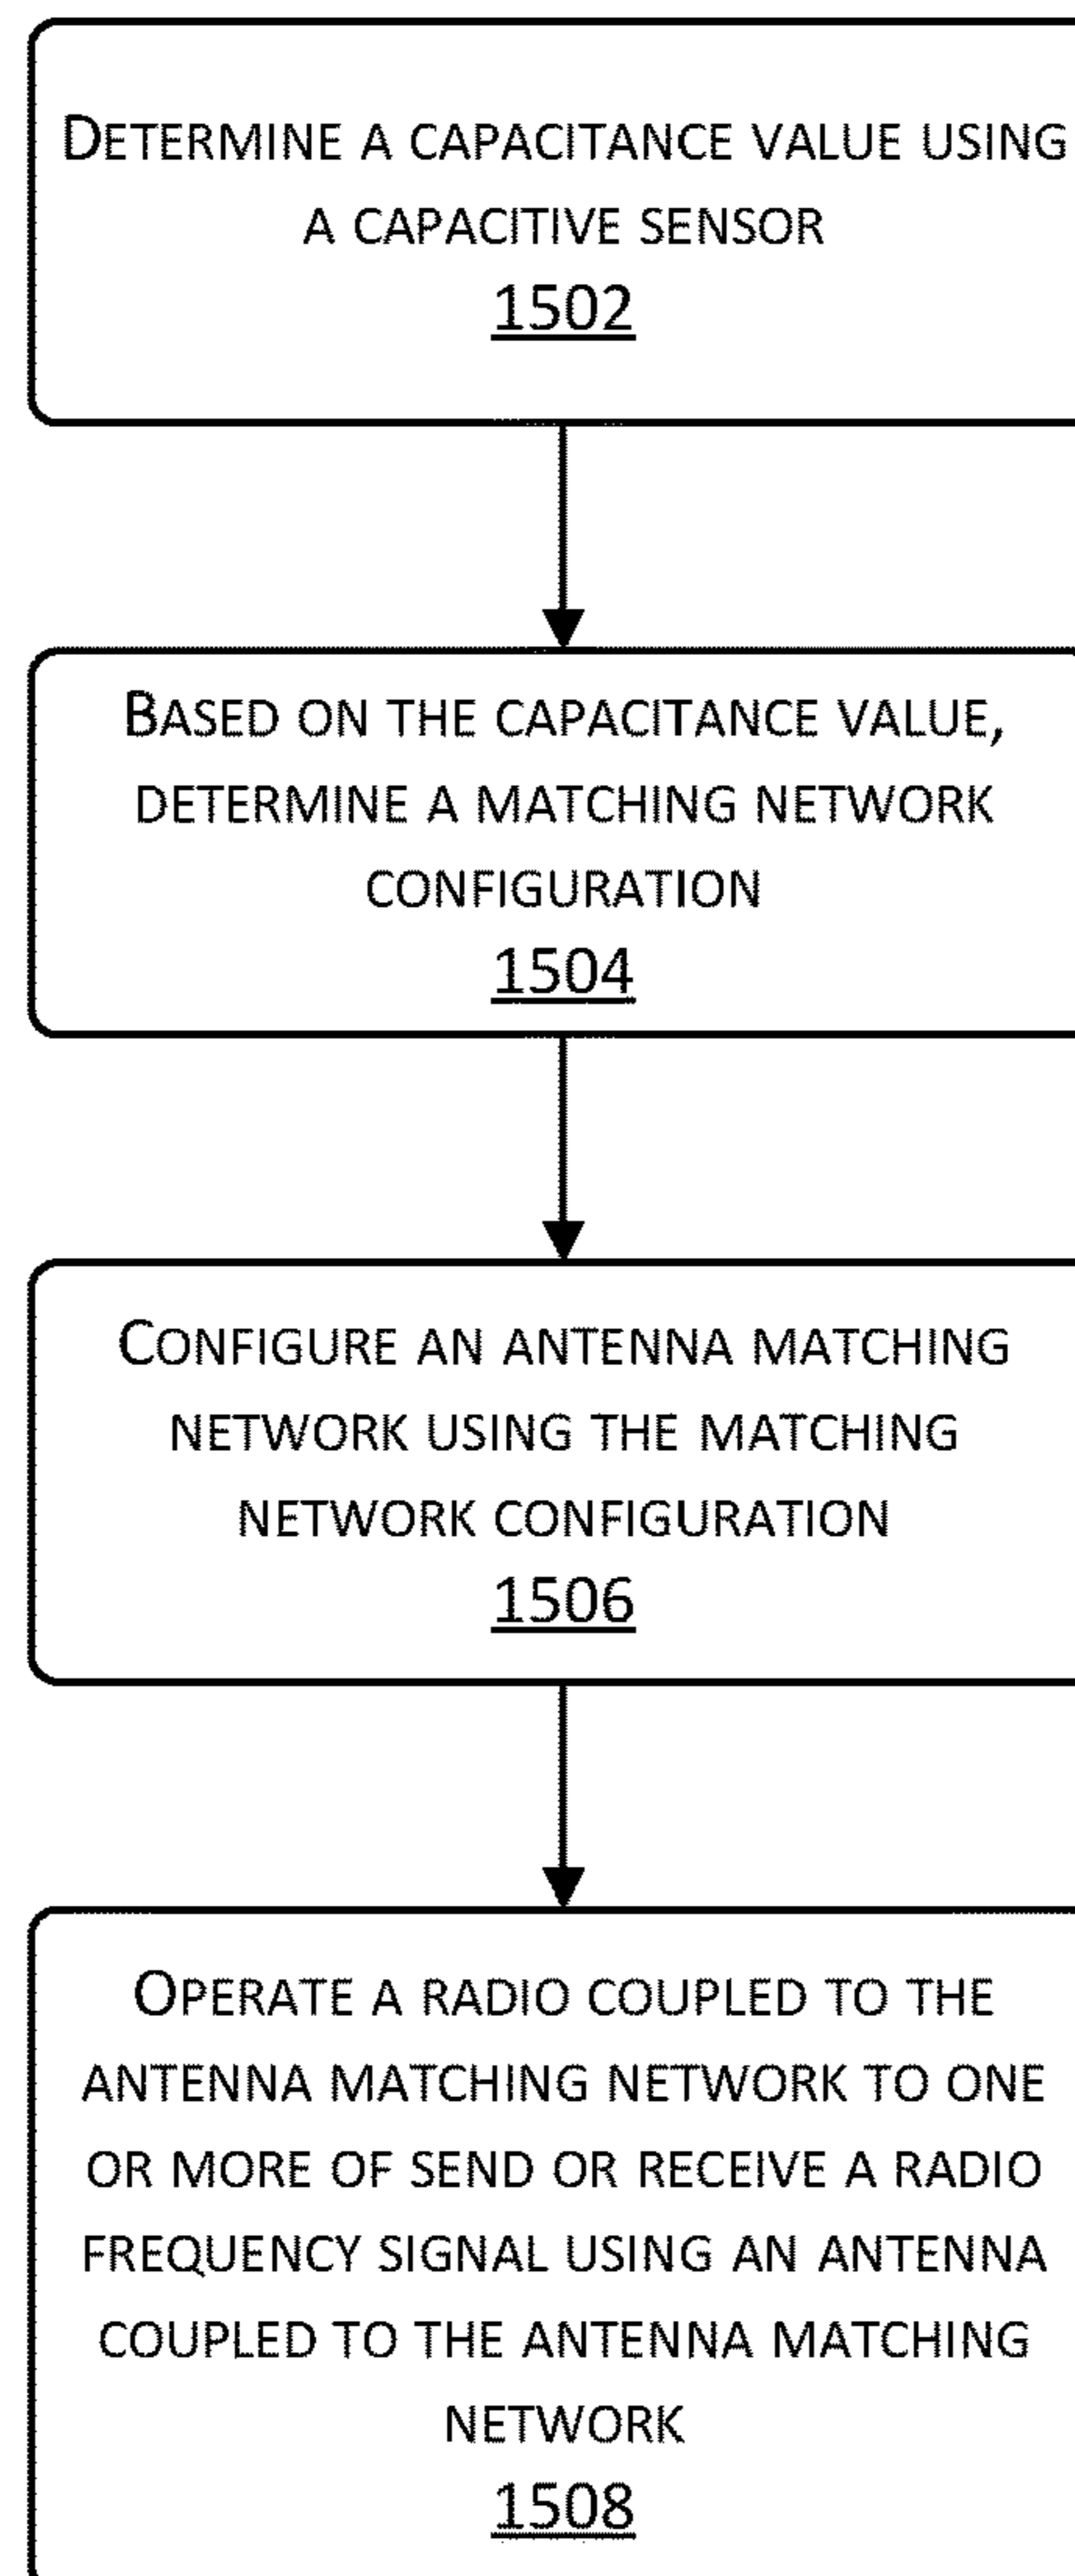 DETERMINE A CAPACITANCE VALUE USING
A CAPACITIVE SENSOR
1502
BASED ON THE CAPACITANCE VALUE,
DETERMINE A MATCHING NETWORK
CONFIGURATION
1504
CONFIGURE AN ANTENNA MATCHING
NETWORK USING THE MATCHING
NETWORK CONFIGURATION
1506
OPERATE A RADIO COUPLED TO THE
ANTENNA MATCHING NETWORK TO ONE
OR MORE OF SEND OR RECEIVE A RADIO
FREQUENCY SIGNAL USING AN ANTENNA
COUPLED TO THE ANTENNA MATCHING
NETWORK
1508